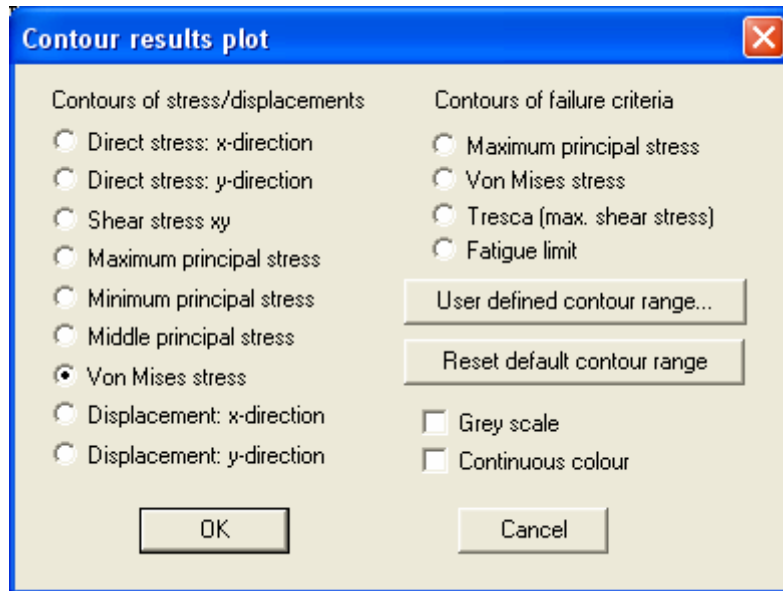 Contour results plot
Contours of stress/displacements
Direct stress: x-direction
Direct stress: y-direction
Shear stress xy
Maximum principal stress
Minimum principal stress
Middle principal stress
Von Mises stress
Displacement: x-direction
Displacement: y-direction
Contours of failure criteria
Maximum principal stress
Von Mises stress
Tresca (max. shear stress)
Fatigue limit
User defined contour range...
Reset default contour range
Grey scale
Continuous colour
OK
Cancel